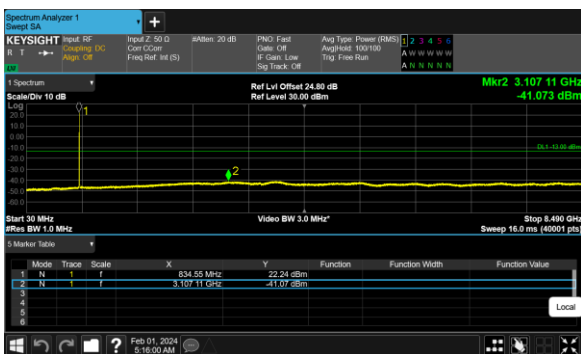 Spectrum Analyzer 1
Swept SA
+
KEYSIGHT Input: RF Input Z: 50 Ω #Atten: 20 dB PNO: Fast Avg Type: Power (RMS) 1 2 3 4 5 6
R T Coupling: DC Corr CCorr Gate: Off Avg|Hold: 100/100 A W W W W W
Align: Off Freq Ref: Int (S) IF Gain: Low Trig: Free Run
Sig Track: Off A N N N N N
1 Spectrum Ref Lvl Offset 24.80 dB Mkr2 3.107 11 GHz
Scale/Div 10 dB Ref Level 30.00 dBm -41.073 dBm
Log
20.0
10.0
0.00
-10.0
-20.0
-30.0
-40.0
-50.0
-60.0
1
DL1 -13.00 dBm
2
Start 30 MHz Video BW 3.0 MHz* Stop 8.490 GHz
#Res BW 1.0 MHz Sweep 16.0 ms (40001 pts)
5 Marker Table
Mode Trace Scale X Y Function Function Width Function Value
1 N 1 f 834.55 MHz 22.24 dBm
2 N 1 f 3.107 11 GHz -41.07 dBm
3
4
5
6
Local
? Feb 01, 2024
5:16:00 AM